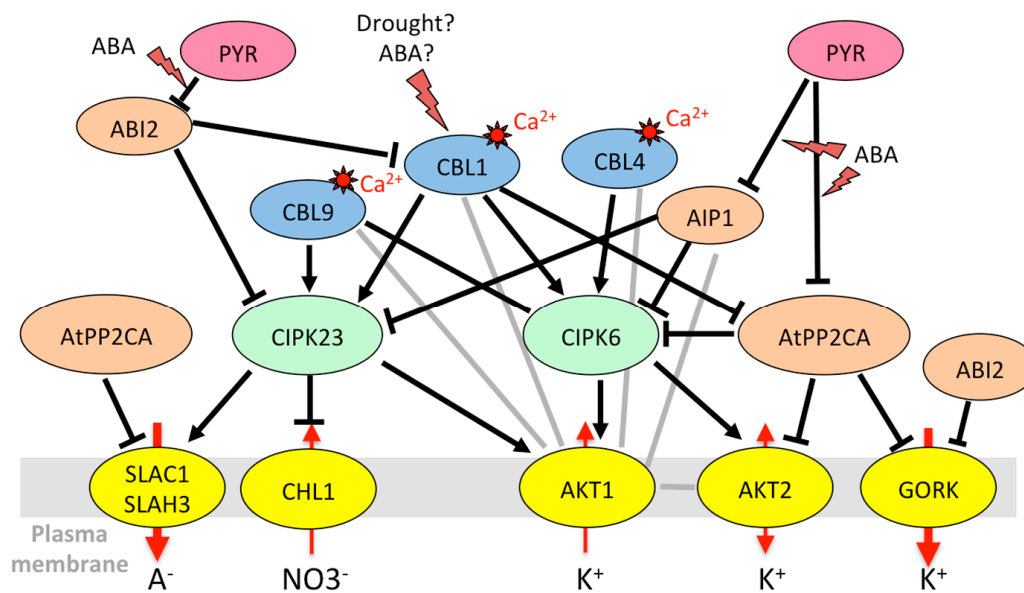 Drought?
ABA?
ABA
PYR
PYR
ABI2
Ca2+
Ca2+
CBL1
CBL4
ABA
Ca2+
CBL9
AIP1
AtPP2CA
CIPK23
CIPK6
AtPP2CA
ABI2
SLAC1
SLAH3
CHL1
AKT1
AKT2
GORK
Plasma
membrane
A-
NO3-
K+
K+
K+